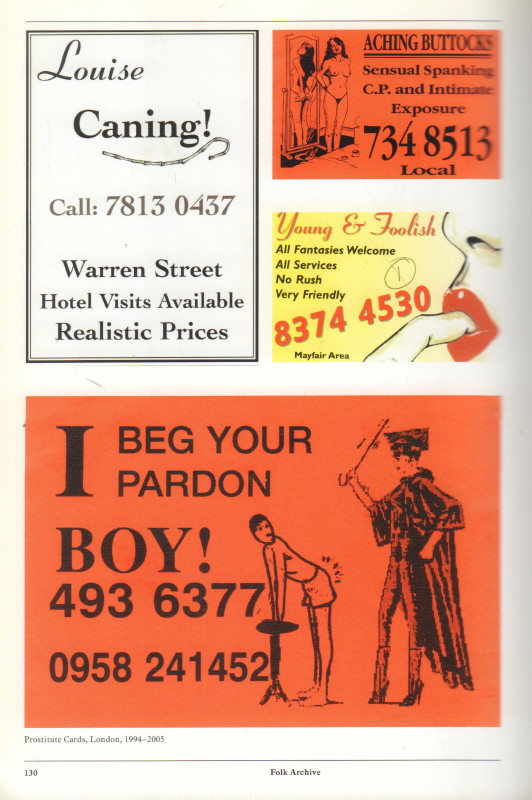 Louise
Caning!
Call: 7813 0437
Warren Street
Hotel Visits Available
Realistic Prices
ACHING BUTTOCKS
Sensual Spanking
C.P. and Intimate
Exposure
734 8513
Local
Young & Foolish
All Fantasies Welcome
All Services
No Rush
Very Friendly
1
8374 4530
Mayfair Area
I BEG YOUR
PARDON
BOY!
493 6377
0958 241452
Prostitute Cards, London, 1994–2005
130
Folk Archive